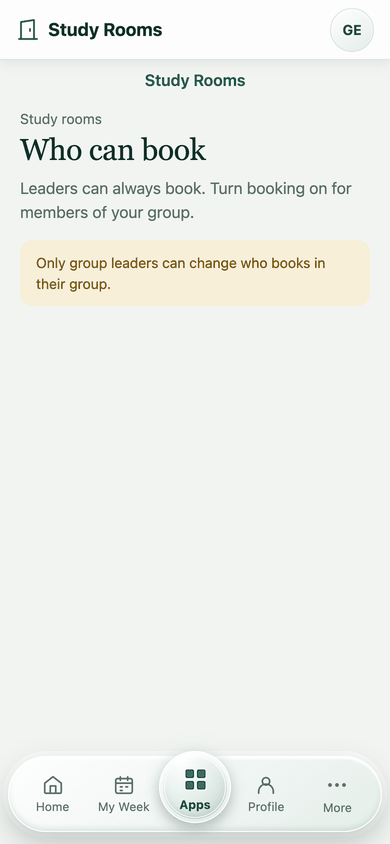 Study Rooms
GE
Study Rooms
Study rooms
Who can book
Leaders can always book. Turn booking on for
members of your group.
Only group leaders can change who books in
their group.
Home
My Week
Apps
Profile
More